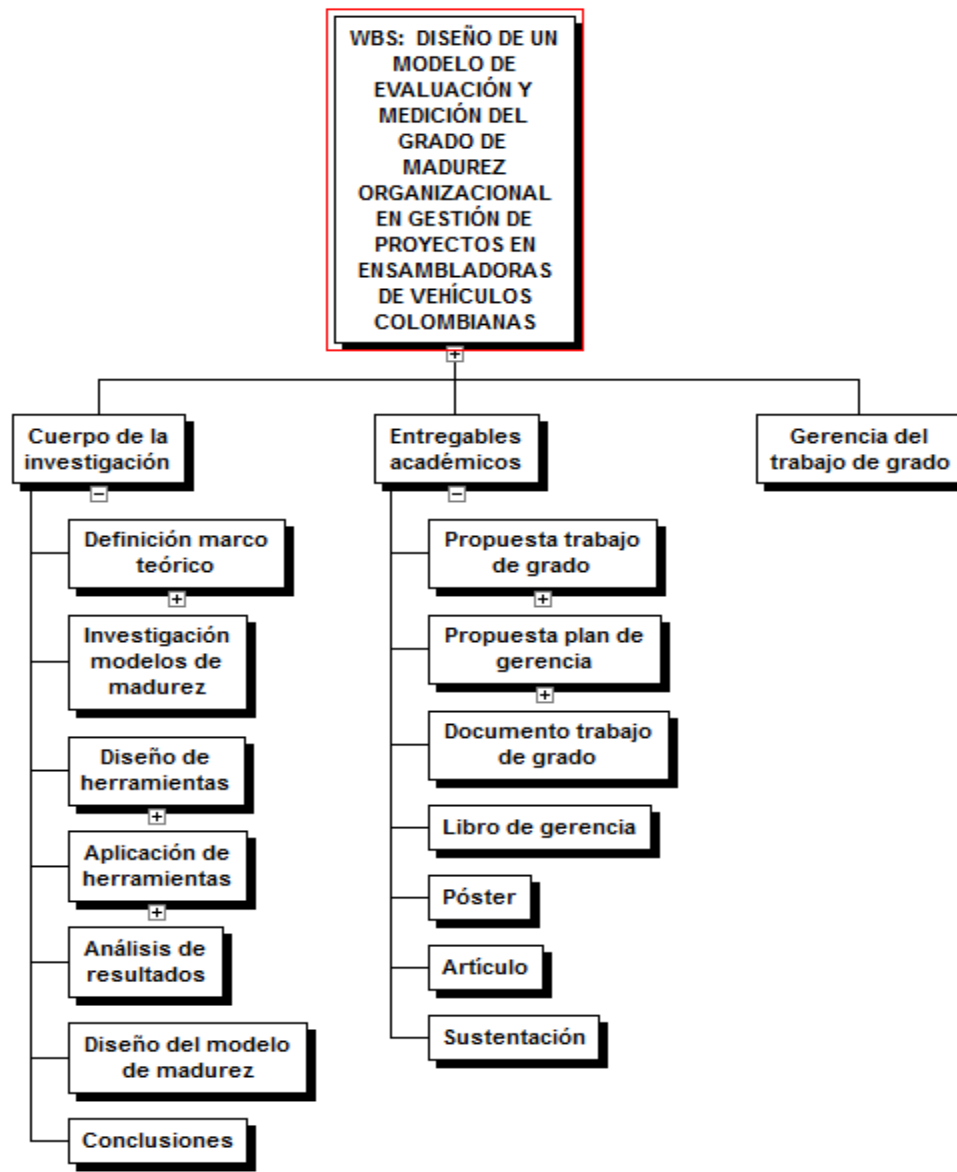 WBS: DISEÑO DE UN
MODELO DE
EVALUACIÓN Y
MEDICIÓN DEL
GRADO DE
MADUREZ
ORGANIZACIONAL
EN GESTIÓN DE
PROYECTOS EN
ENSAMBLADORAS
DE VEHÍCULOS
COLOMBIANAS
Cuerpo de la
investigación
Definición marco
teórico
Investigación
modelos de
madurez
Diseño de
herramientas
Aplicación de
herramientas
Análisis de
resultados
Diseño del modelo
de madurez
Conclusiones
Entregables
académicos
Propuesta trabajo
de grado
Propuesta plan de
gerencia
Documento trabajo
de grado
Libro de gerencia
Póster
Artículo
Sustentación
Gerencia del
trabajo de grado